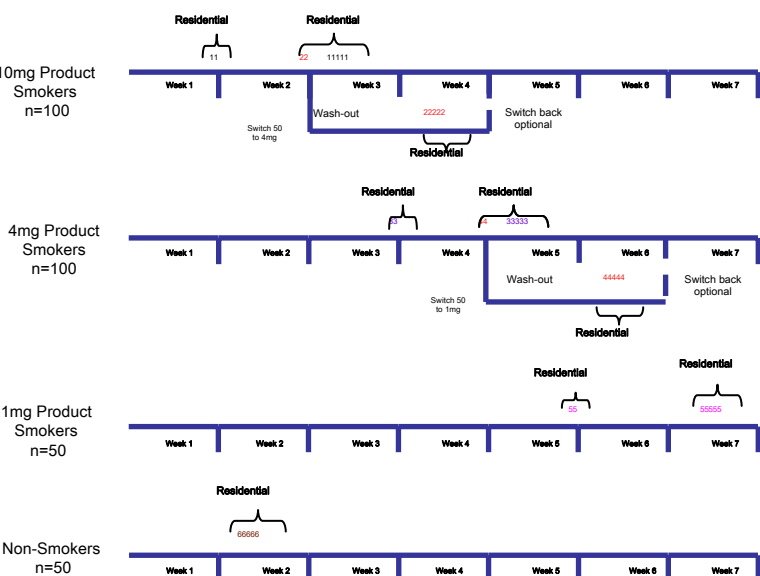 Residential Residential
11 22 11111
10mg Product
Smokers
n=100
Week 1 Week 2 Week 3 Week 4 Week 5 Week 6 Week 7
Wash-out 22222 Switch back
optional
Switch 50
to 4mg
Residential
Residential Residential
33 44 33333
4mg Product
Smokers
n=100
Week 1 Week 2 Week 3 Week 4 Week 5 Week 6 Week 7
Wash-out 44444 Switch back
optional
Switch 50
to 1mg
Residential
Residential Residential
55 55555
1mg Product
Smokers
n=50
Week 1 Week 2 Week 3 Week 4 Week 5 Week 6 Week 7
Residential
66666
Non-Smokers
n=50
Week 1 Week 2 Week 3 Week 4 Week 5 Week 6 Week 7